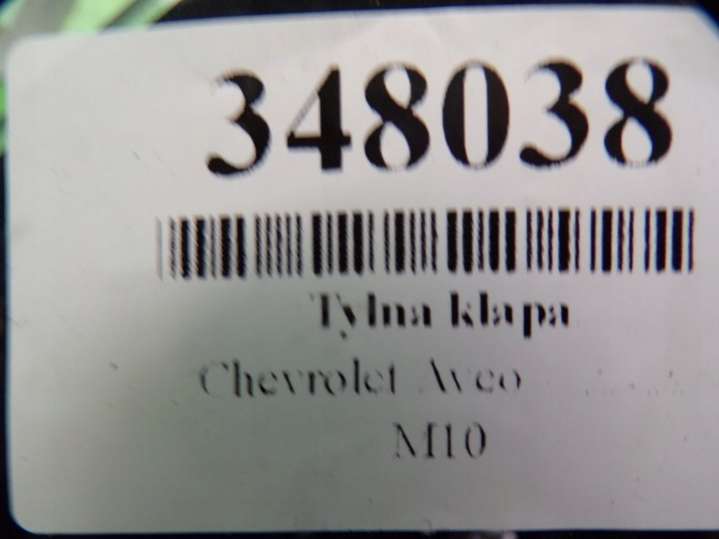 348038
Tylna klapa
Chevrolet Aveo
M10